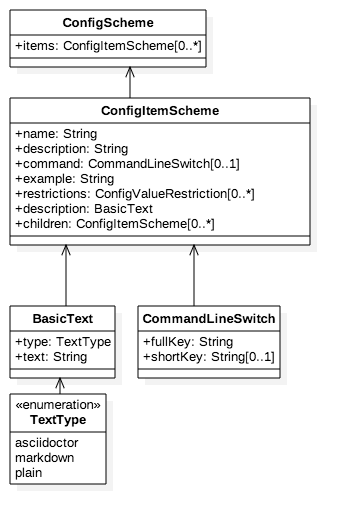 ConfigScheme
+items: ConfigItemScheme[0..*]
ConfigItemScheme
+name: String
+description: String
+command: CommandLineSwitch[0..1]
+example: String
+restrictions: ConfigValueRestriction[0..*]
+description: BasicText
+children: ConfigItemScheme[0..*]
BasicText
+type: TextType
+text: String
CommandLineSwitch
+fullKey: String
+shortKey: String[0..1]
«enumeration»
TextType
asciidoctor
markdown
plain